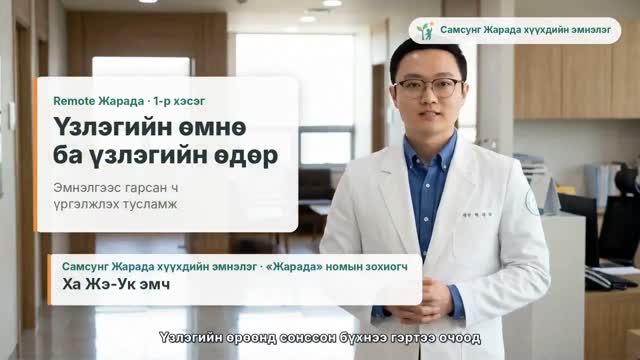 Самсунг Жарада хүүхдийн эмнэлэг
Remote Жарада · 1-р хэсэг
Үзлэгийн өмнө
ба үзлэгийн өдөр
Эмнэлгээс гарсан ч
үргэлжлэх тусламж
Самсунг Жарада хүүхдийн эмнэлэг · «Жарада» номын зохиогч
Ха Жэ-Ук эмч
Үзлэгийн өрөөнд сонссон бүхнээ гэртээ очоод